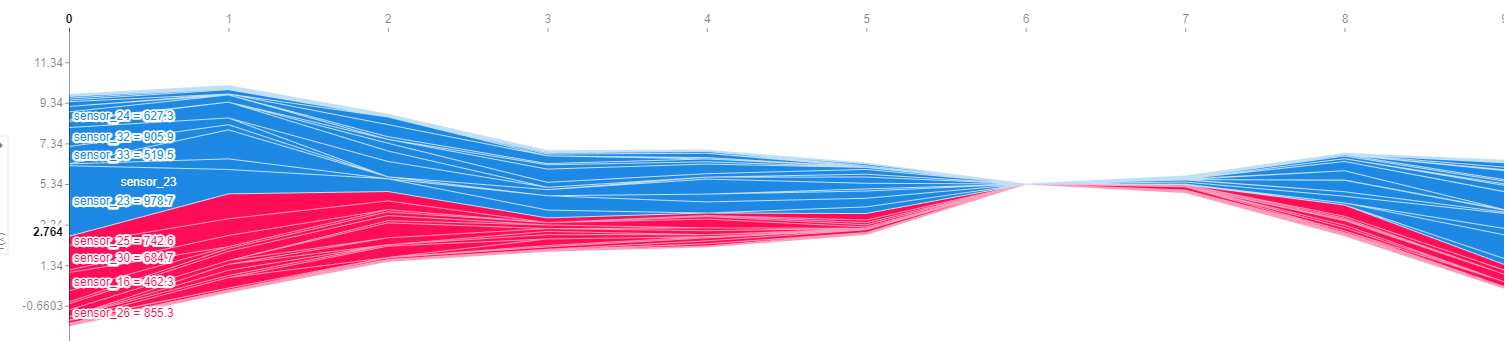 0 1 2 3 4 5 6 7 8 9
11.34
9.34
sensor_24 = 627.3
sensor_32 = 905.9
7.34
sensor_33 = 519.5
5.34
sensor_23
sensor_23 = 978.7
2.764
sensor_25 = 742.6
sensor_30 = 684.7
1.34
sensor_16 = 462.3
-0.6603
sensor_26 = 855.3